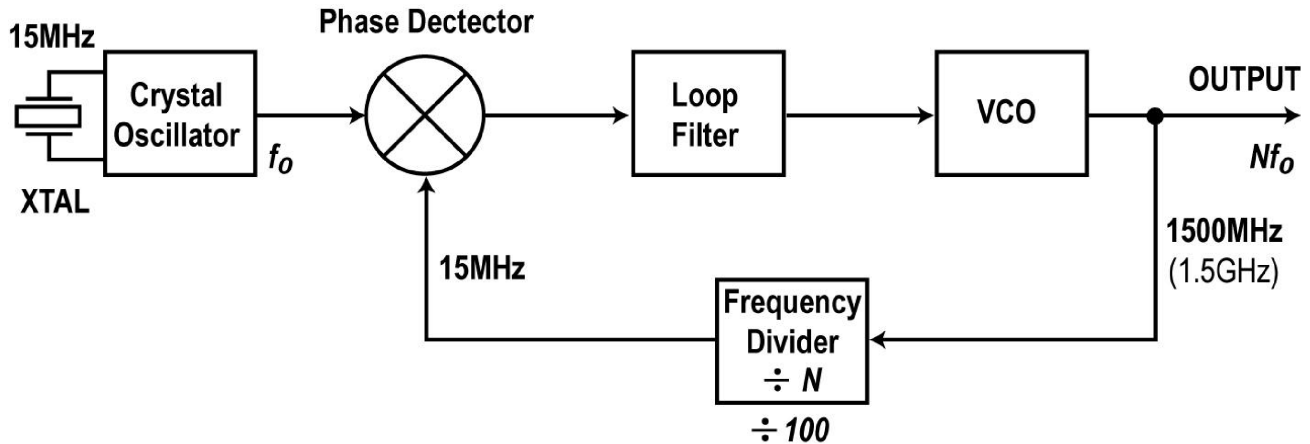 15MHz
XTAL
Crystal
Oscillator
fo
Phase Dectector
Loop
Filter
VCO
OUTPUT
Nfo
1500MHz
(1.5GHz)
15MHz
Frequency
Divider
÷ N
÷100